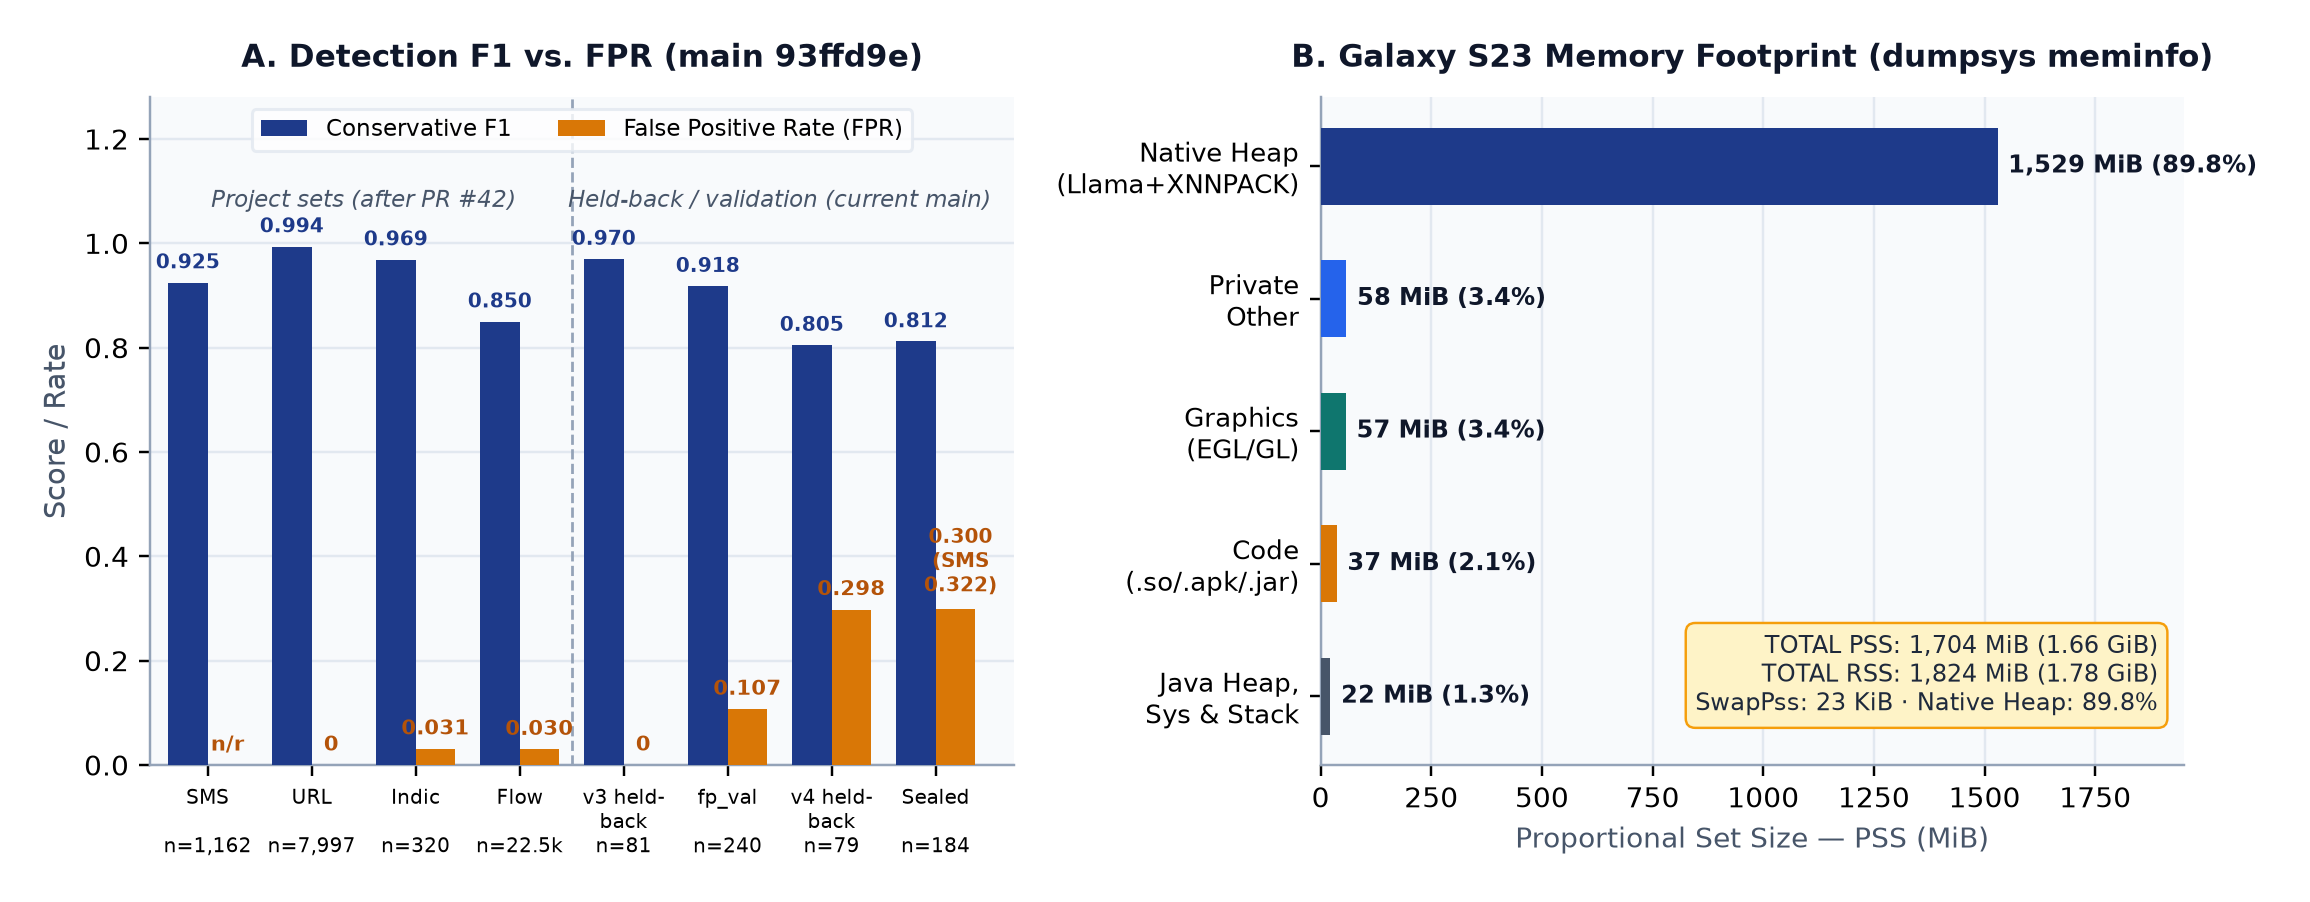 A. Detection F1 vs. FPR (main 93ffd9e)
Conservative F1
False Positive Rate (FPR)
Project sets (after PR #42)
Held-back / validation (current main)
Score / Rate
1.2
1.0
0.8
0.6
0.4
0.2
0.0
0.925
0.994
0.969
0.850
0.970
0.918
0.805
0.812
n/r
0
0.031
0.030
0
0.107
0.298
0.300
(SMS
0.322)
SMS
n=1,162
URL
n=7,997
Indic
n=320
Flow
n=22.5k
v3 held-
back
n=81
fp_val
n=240
v4 held-
back
n=79
Sealed
n=184
B. Galaxy S23 Memory Footprint (dumpsys meminfo)
Native Heap
(Llama+XNNPACK)
1,529 MiB (89.8%)
Private
Other
58 MiB (3.4%)
Graphics
(EGL/GL)
57 MiB (3.4%)
Code
(.so/.apk/.jar)
37 MiB (2.1%)
Java Heap,
Sys & Stack
22 MiB (1.3%)
TOTAL PSS: 1,704 MiB (1.66 GiB)
TOTAL RSS: 1,824 MiB (1.78 GiB)
SwapPss: 23 KiB · Native Heap: 89.8%
0
250
500
750
1000
1250
1500
1750
Proportional Set Size — PSS (MiB)